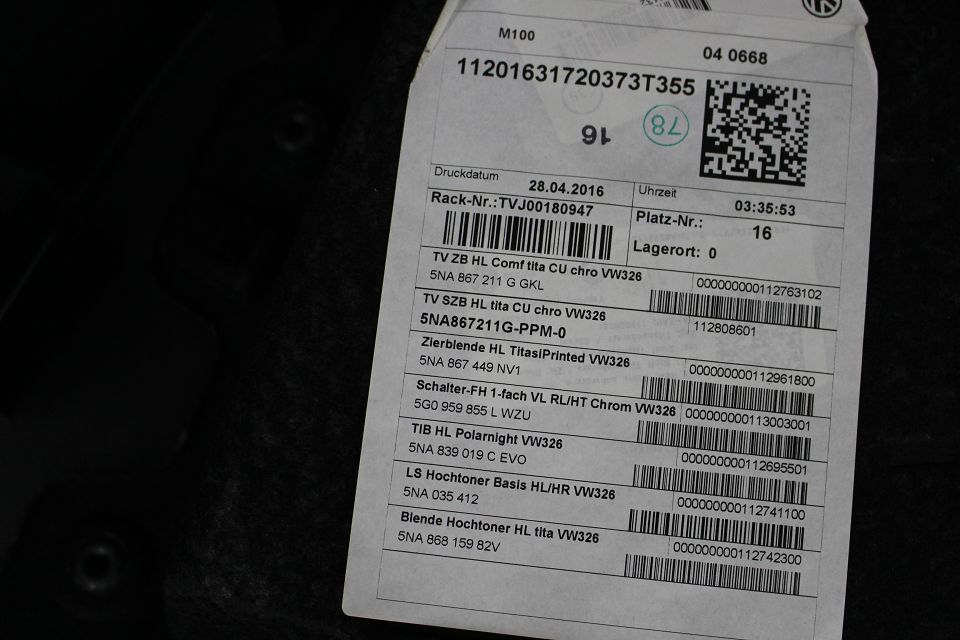 M100
04 0668
11201631720373T355
16
78
Druckdatum 28.04.2016 Uhrzeit 03:35:53
Rack-Nr.:TVJ00180947 Platz-Nr.: 16
Lagerort: 0
TV ZB HL Comf tita CU chro VW326 000000000112763102
5NA 867 211 G GKL
TV SZB HL tita CU chro VW326 112808601
5NA867211G-PPM-0
Zierblende HL TitasiPrinted VW326 000000000112961800
5NA 867 449 NV1
Schalter-FH 1-fach VL RL/HT Chrom VW326 000000000113003001
5G0 959 855 L WZU
TIB HL Polarnight VW326 000000000112695501
5NA 839 019 C EVO
LS Hochtoner Basis HL/HR VW326 000000000112741100
5NA 035 412
Blende Hochtoner HL tita VW326 000000000112742300
5NA 868 159 82V